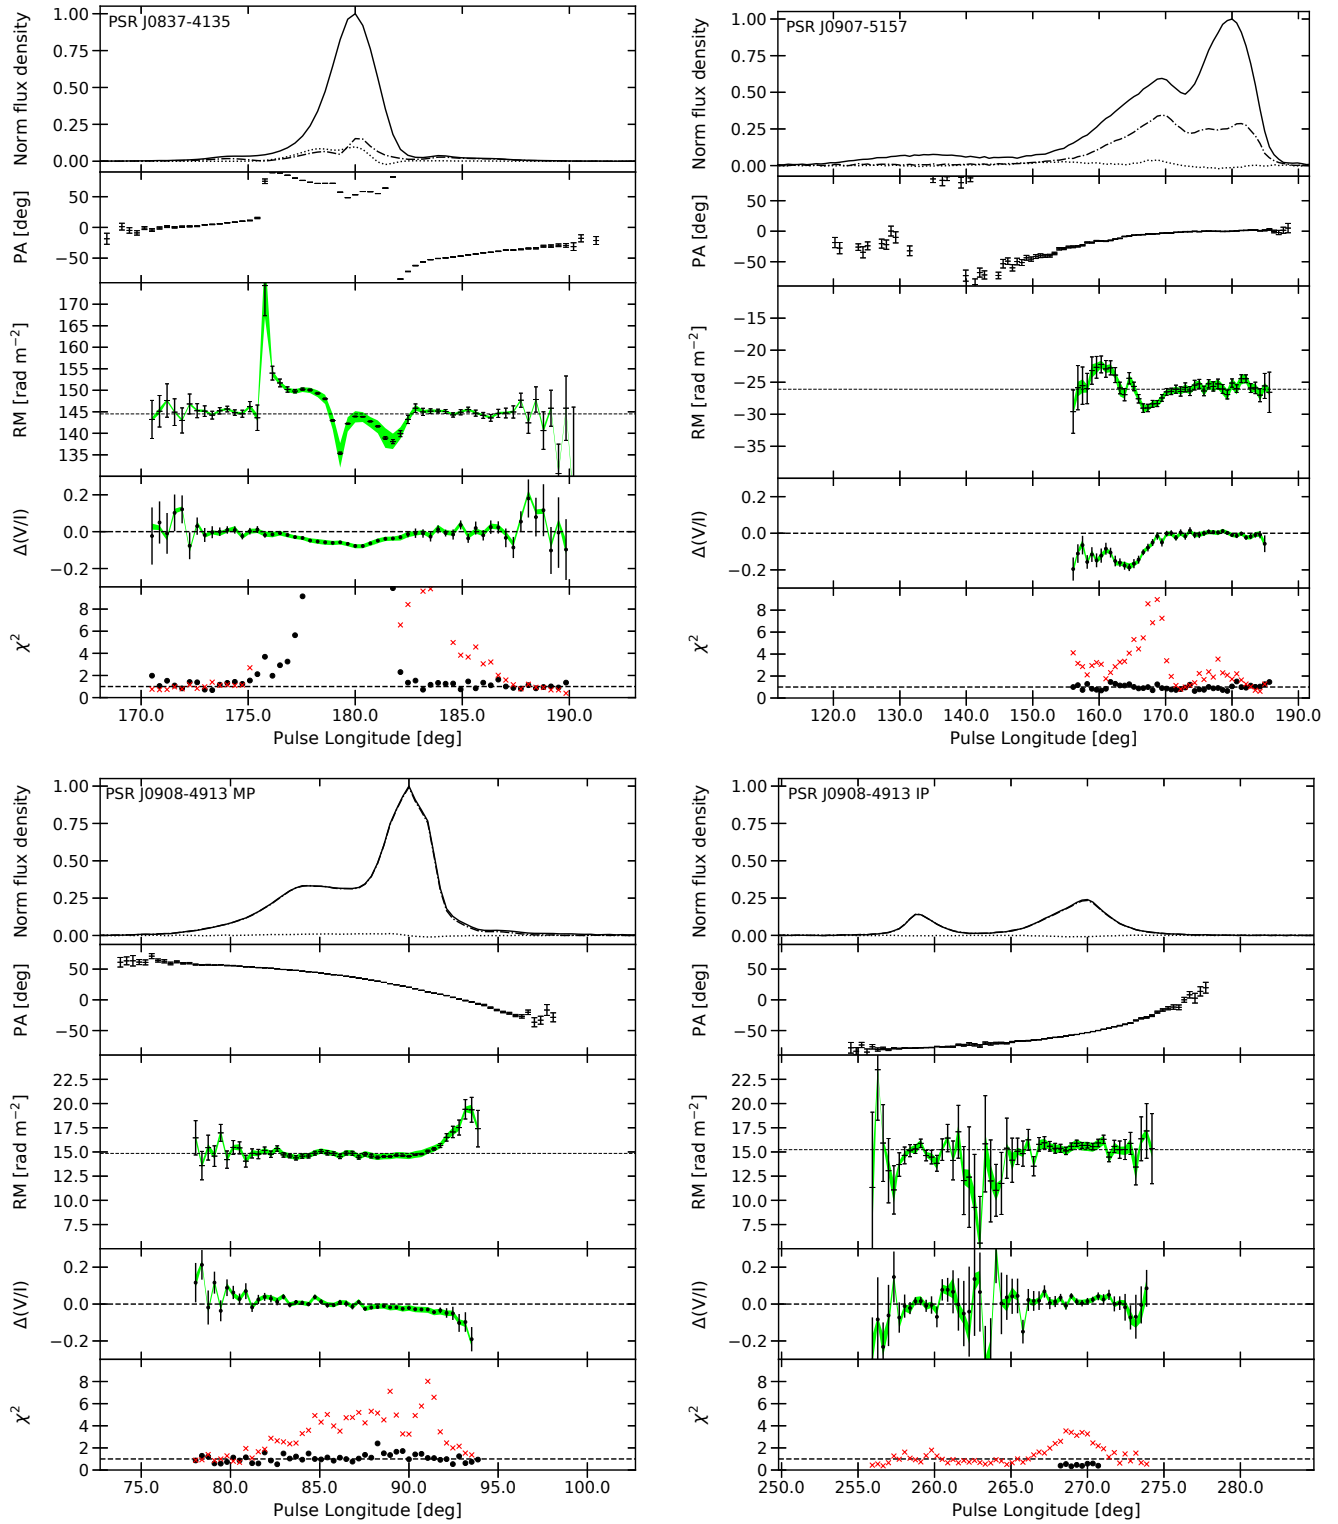 PSR J0837-4135
Norm flux density
1.00
0.75
0.50
0.25
0.00
PA [deg]
50
0
−50
RM [rad m−2]
170
165
160
155
150
145
140
135
Δ(V/I)
0.2
0.0
−0.2
χ2
8
6
4
2
0
170.0 175.0 180.0 185.0 190.0
Pulse Longitude [deg]
PSR J0907-5157
Norm flux density
1.00
0.75
0.50
0.25
0.00
PA [deg]
50
0
−50
RM [rad m−2]
−15
−20
−25
−30
−35
Δ(V/I)
0.2
0.0
−0.2
χ2
8
6
4
2
0
120.0 130.0 140.0 150.0 160.0 170.0 180.0 190.0
Pulse Longitude [deg]
PSR J0908-4913 MP
Norm flux density
1.00
0.75
0.50
0.25
0.00
PA [deg]
50
0
−50
RM [rad m−2]
22.5
20.0
17.5
15.0
12.5
10.0
7.5
Δ(V/I)
0.2
0.0
−0.2
χ2
8
6
4
2
0
75.0 80.0 85.0 90.0 95.0 100.0
Pulse Longitude [deg]
PSR J0908-4913 IP
Norm flux density
1.00
0.75
0.50
0.25
0.00
PA [deg]
50
0
−50
RM [rad m−2]
22.5
20.0
17.5
15.0
12.5
10.0
7.5
Δ(V/I)
0.2
0.0
−0.2
χ2
8
6
4
2
0
250.0 255.0 260.0 265.0 270.0 275.0 280.0
Pulse Longitude [deg]